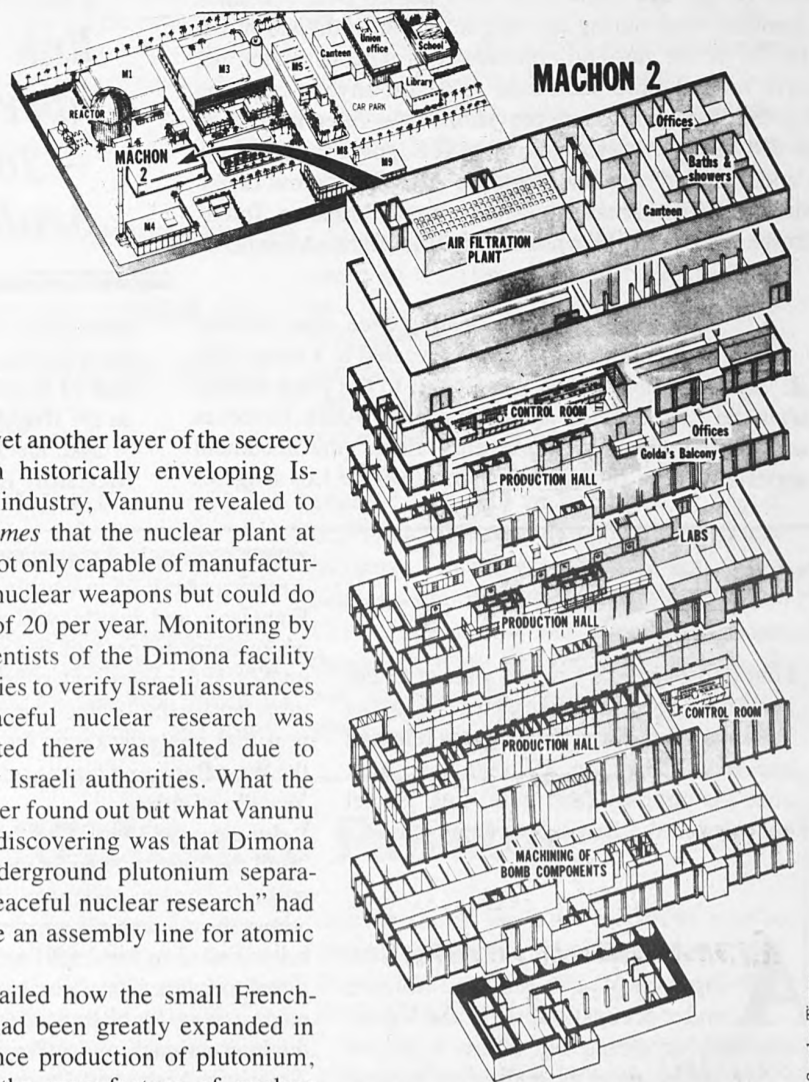 MACHON 2
Union
office
School
Canteen
M1
M3
M5
Library
REACTOR
CAR PARK
MACHON
2
M8
M9
M4
Offices
Baths &
showers
Canteen
AIR FILTRATION
PLANT
CONTROL ROOM
Offices
Golda's Balcony
PRODUCTION HALL
LABS
PRODUCTION HALL
CONTROL ROOM
PRODUCTION HALL
MACHINING OF
BOMB COMPONENTS
yet another layer of the secrecy
historically enveloping Is-
industry, Vanunu revealed to
mes that the nuclear plant at
ot only capable of manufactur-
nuclear weapons but could do
of 20 per year. Monitoring by
entists of the Dimona facility
ies to verify Israeli assurances
aceful nuclear research was
ted there was halted due to
Israeli authorities. What the
er found out but what Vanunu
discovering was that Dimona
derground plutonium separa-
eaceful nuclear research" had
e an assembly line for atomic
ailed how the small French-
ad been greatly expanded in
nce production of plutonium,